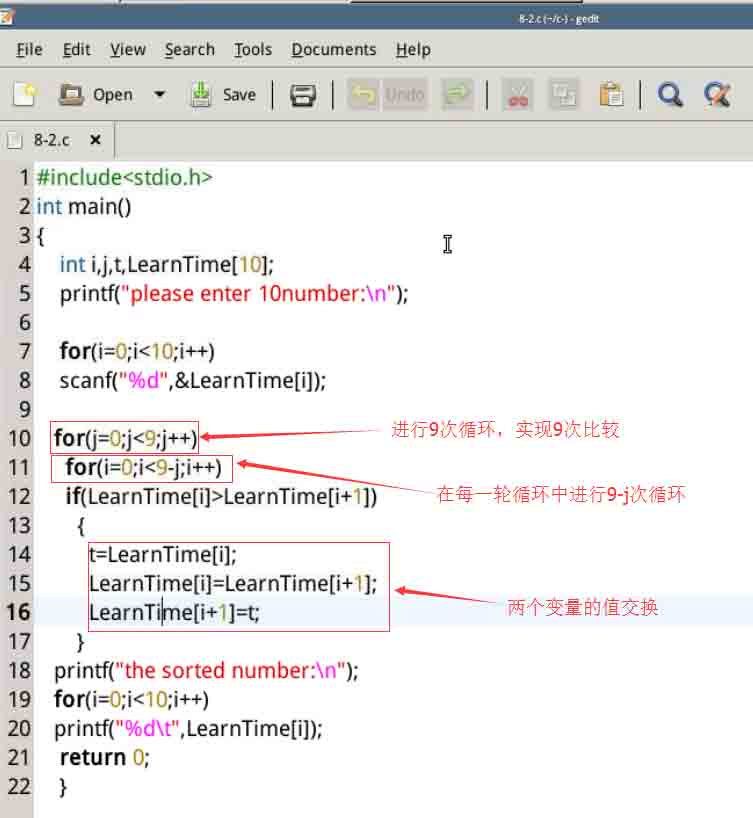 8-2.c (~/c-) - gedit
File Edit View Search Tools Documents Help
Open Save Undo
8-2.c
1 #include<stdio.h>
2 int main()
3 {
4 int i,j,t,LearnTime[10];
5 printf("please enter 10number:\n");
6
7 for(i=0;i<10;i++)
8 scanf("%d",&LearnTime[i]);
9
10 for(j=0;j<9;j++) 进行9次循环，实现9次比较
11 for(i=0;i<9-j;i++)
12 if(LearnTime[i]>LearnTime[i+1]) 在每一轮循环中进行9-j次循环
13 {
14 t=LearnTime[i];
15 LearnTime[i]=LearnTime[i+1];
16 LearnTime[i+1]=t; 两个变量的值交换
17 }
18 printf("the sorted number:\n");
19 for(i=0;i<10;i++)
20 printf("%d\t",LearnTime[i]);
21 return 0;
22 }